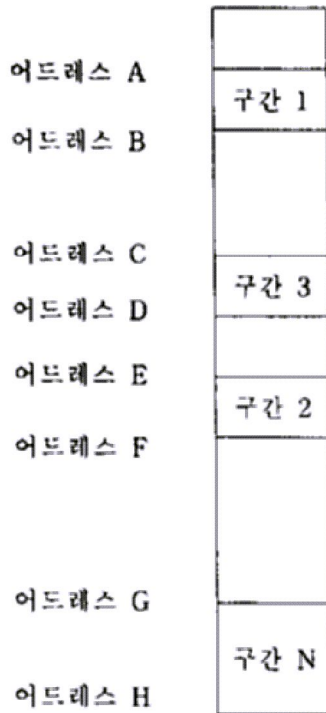 어드레스 A
구간 1
어드레스 B
어드레스 C
구간 3
어드레스 D
어드레스 E
구간 2
어드레스 F
어드레스 G
구간 N
어드레스 H